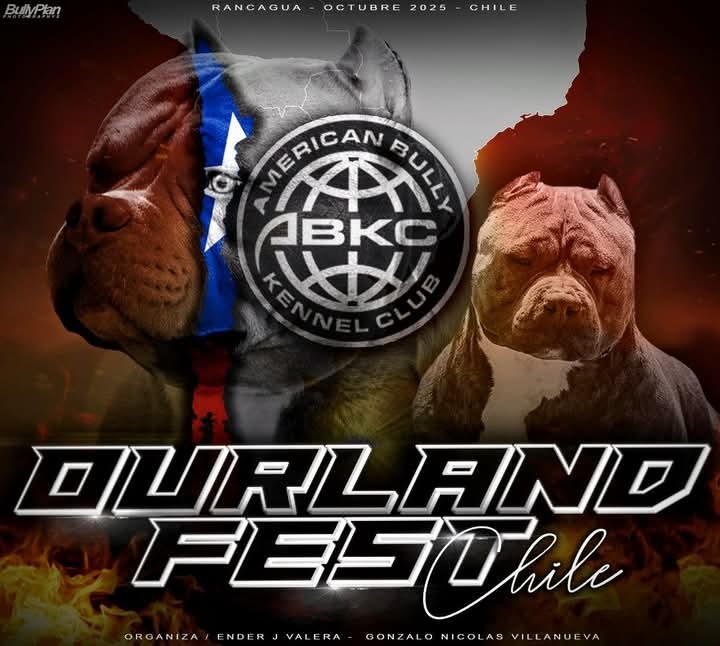 BullyPlan
PHOTOGRAPHYS
RANCAGUA - OCTUBRE 2025 - CHILE
AMERICAN BULLY
ABKC
KENNEL CLUB
OURLAND
FEST
Chile
ORGANIZA / ENDER J VALERA - GONZALO NICOLAS VILLANUEVA